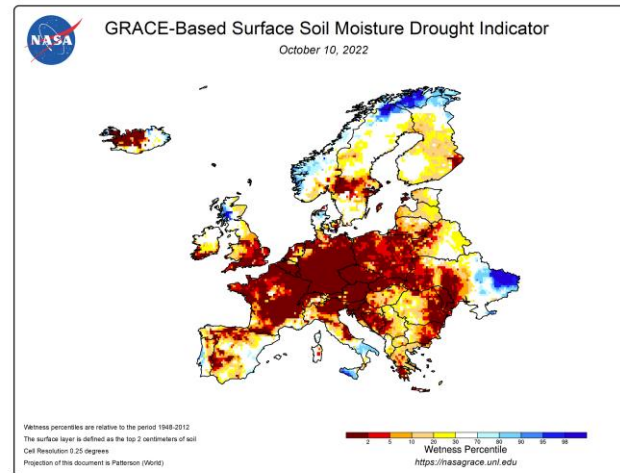 NASA
GRACE-Based Surface Soil Moisture Drought Indicator
October 10, 2022
Wetness percentiles are relative to the period 1948-2012
The surface layer is defined as the top 2 centimeters of soil
Cell Resolution 0.25 degrees
Projection of this document is Patterson (World)
2 5 10 20 30 70 80 90 95 98
Wetness Percentile
https://nasagrace.unl.edu